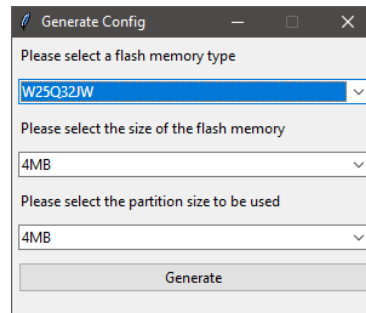 Generate Config
Please select a flash memory type
W25Q32JW
Please select the size of the flash memory
4MB
Please select the partition size to be used
4MB
Generate